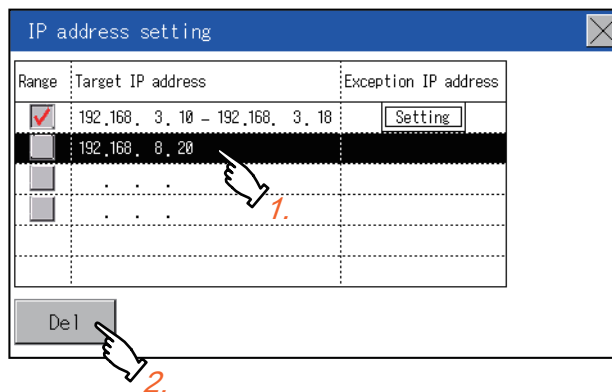 IP address setting
Range Target IP address Exception IP address
192.168. 3. 10 – 192.168. 3. 18 Setting
192.168. 8. 20
. . .
. . .
1.
Del
2.